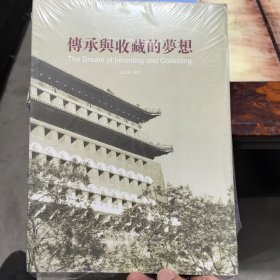 傳承與收藏的夢想
The Dream of Inheriting and Collecting